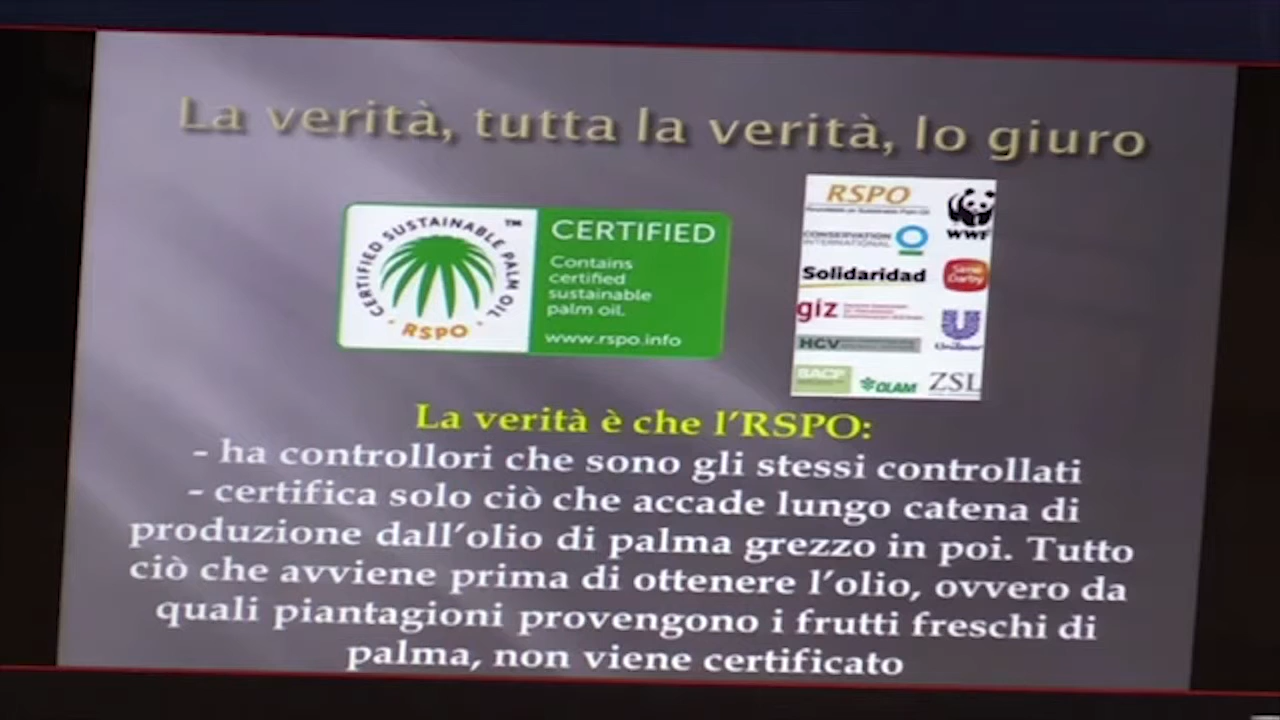 La verità, tutta la verità, lo giuro
CERTIFIED SUSTAINABLE PALM OIL
TM
RSPO
CERTIFIED
Contains
certified
sustainable
palm oil.
www.rspo.info
RSPO
WWF
CONSERVATION
INTERNATIONAL
Solidaridad
giz
Unilever
HCV
SACP
OLAM
ZSL
La verità è che l'RSPO:
- ha controllori che sono gli stessi controllati
- certifica solo ciò che accade lungo catena di
produzione dall'olio di palma grezzo in poi. Tutto
ciò che avviene prima di ottenere l'olio, ovvero da
quali piantagioni provengono i frutti freschi di
palma, non viene certificato